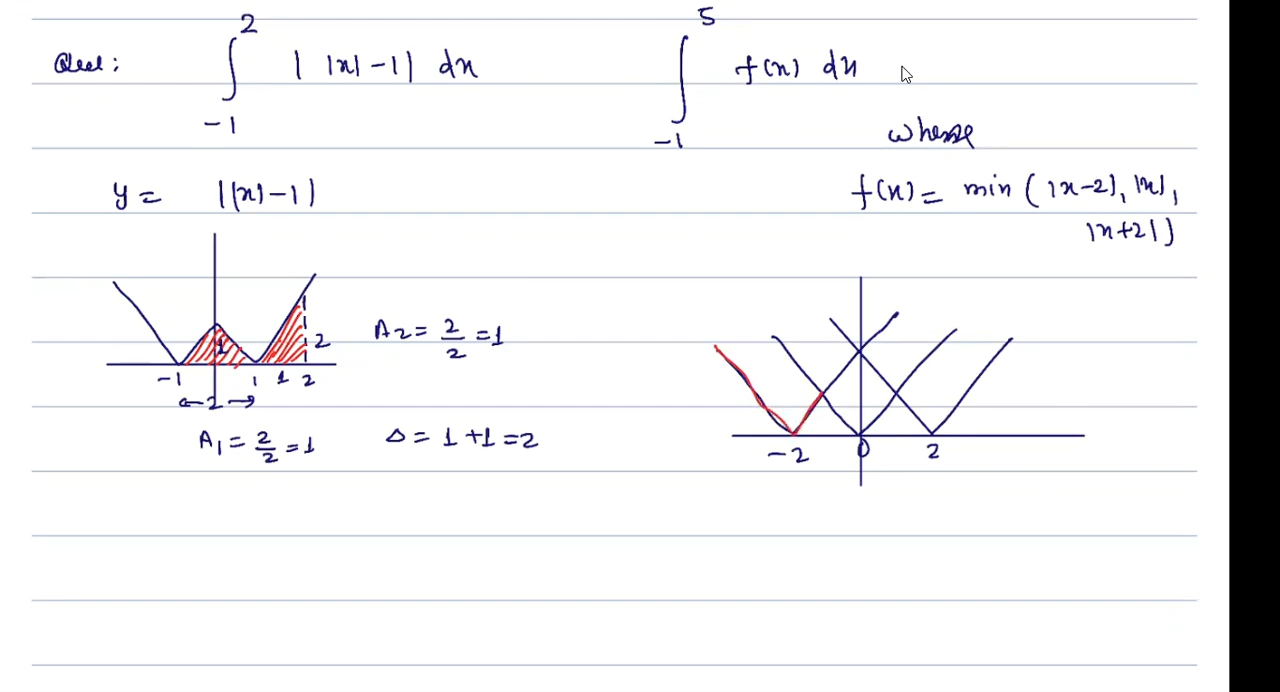 Ques: ∫_{-1}^{2} | |x| - 1 | dx
y = | |x| - 1 |
-1 1 1 2
1
2
← 2 →
A₂ = 2/2 = 1
A₁ = 2/2 = 1
Δ = 1 + 1 = 2
∫_{-1}^{5} f(x) dx
where
f(x) = min ( |x-2|, |x|,
|x+2| )
-2 0 2